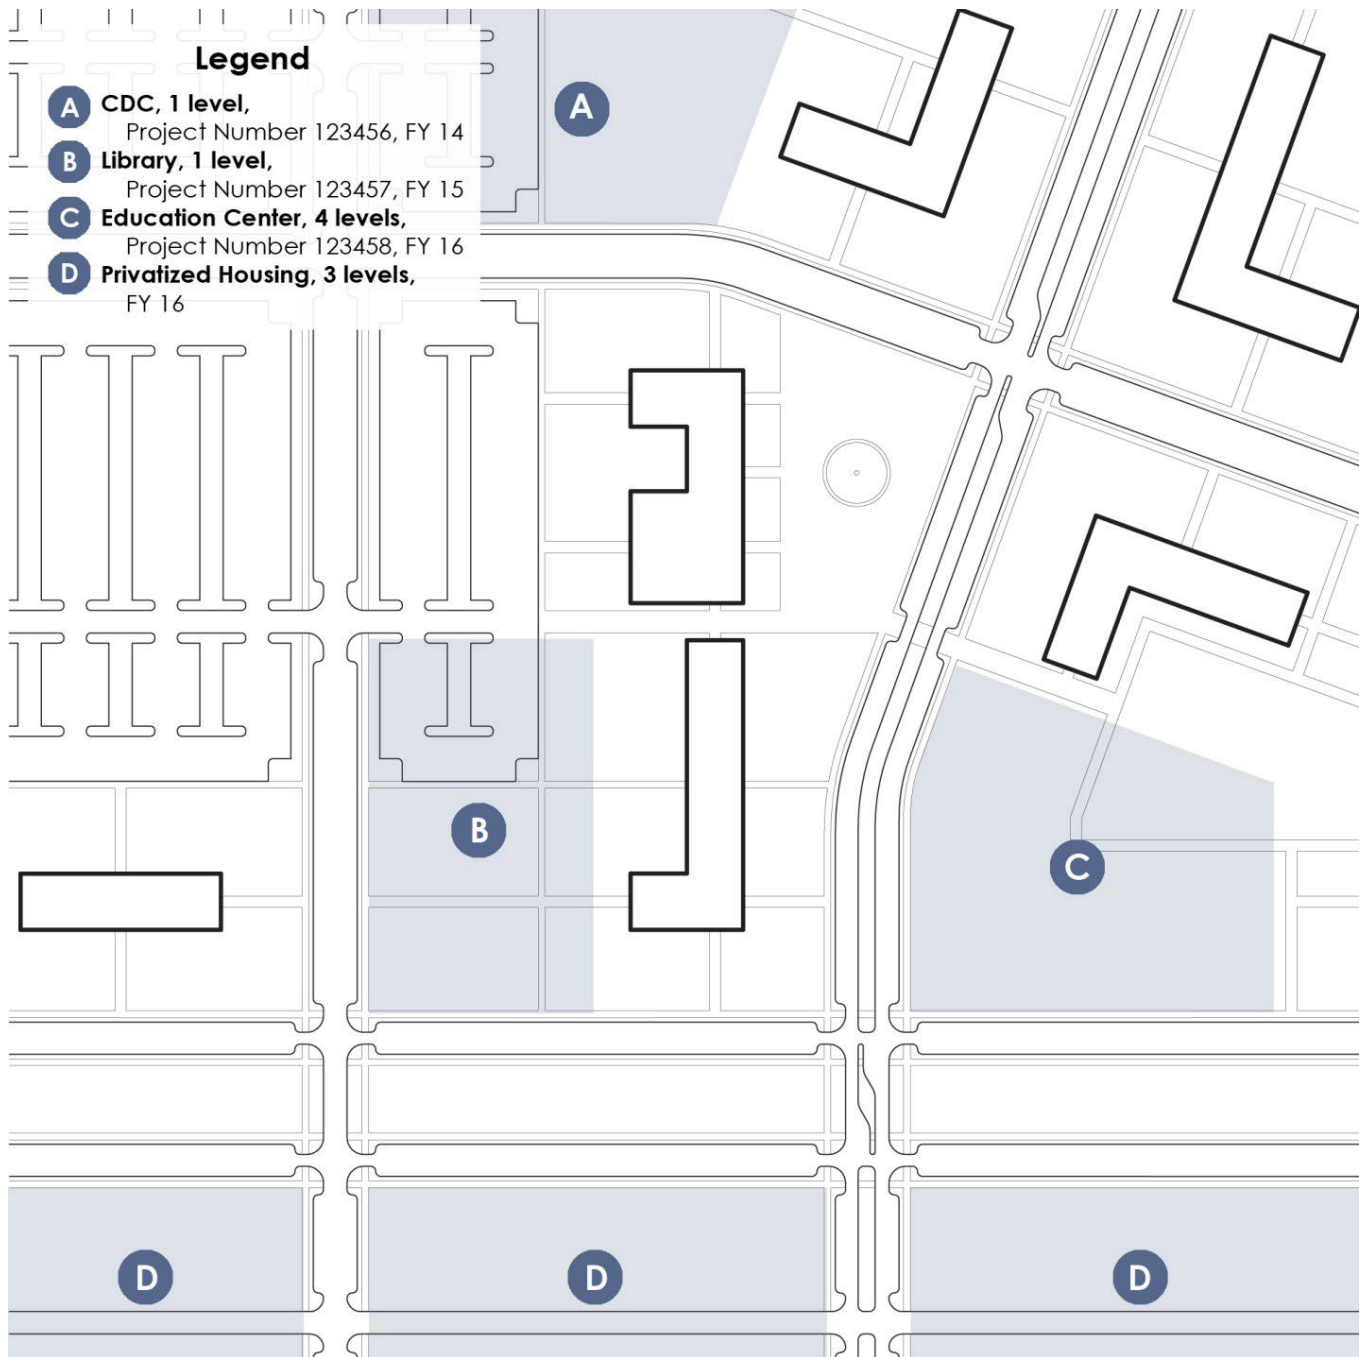 Legend
A CDC, 1 level,
Project Number 123456, FY 14
B Library, 1 level,
Project Number 123457, FY 15
C Education Center, 4 levels,
Project Number 123458, FY 16
D Privatized Housing, 3 levels,
FY 16
A
B
C
D
D
D